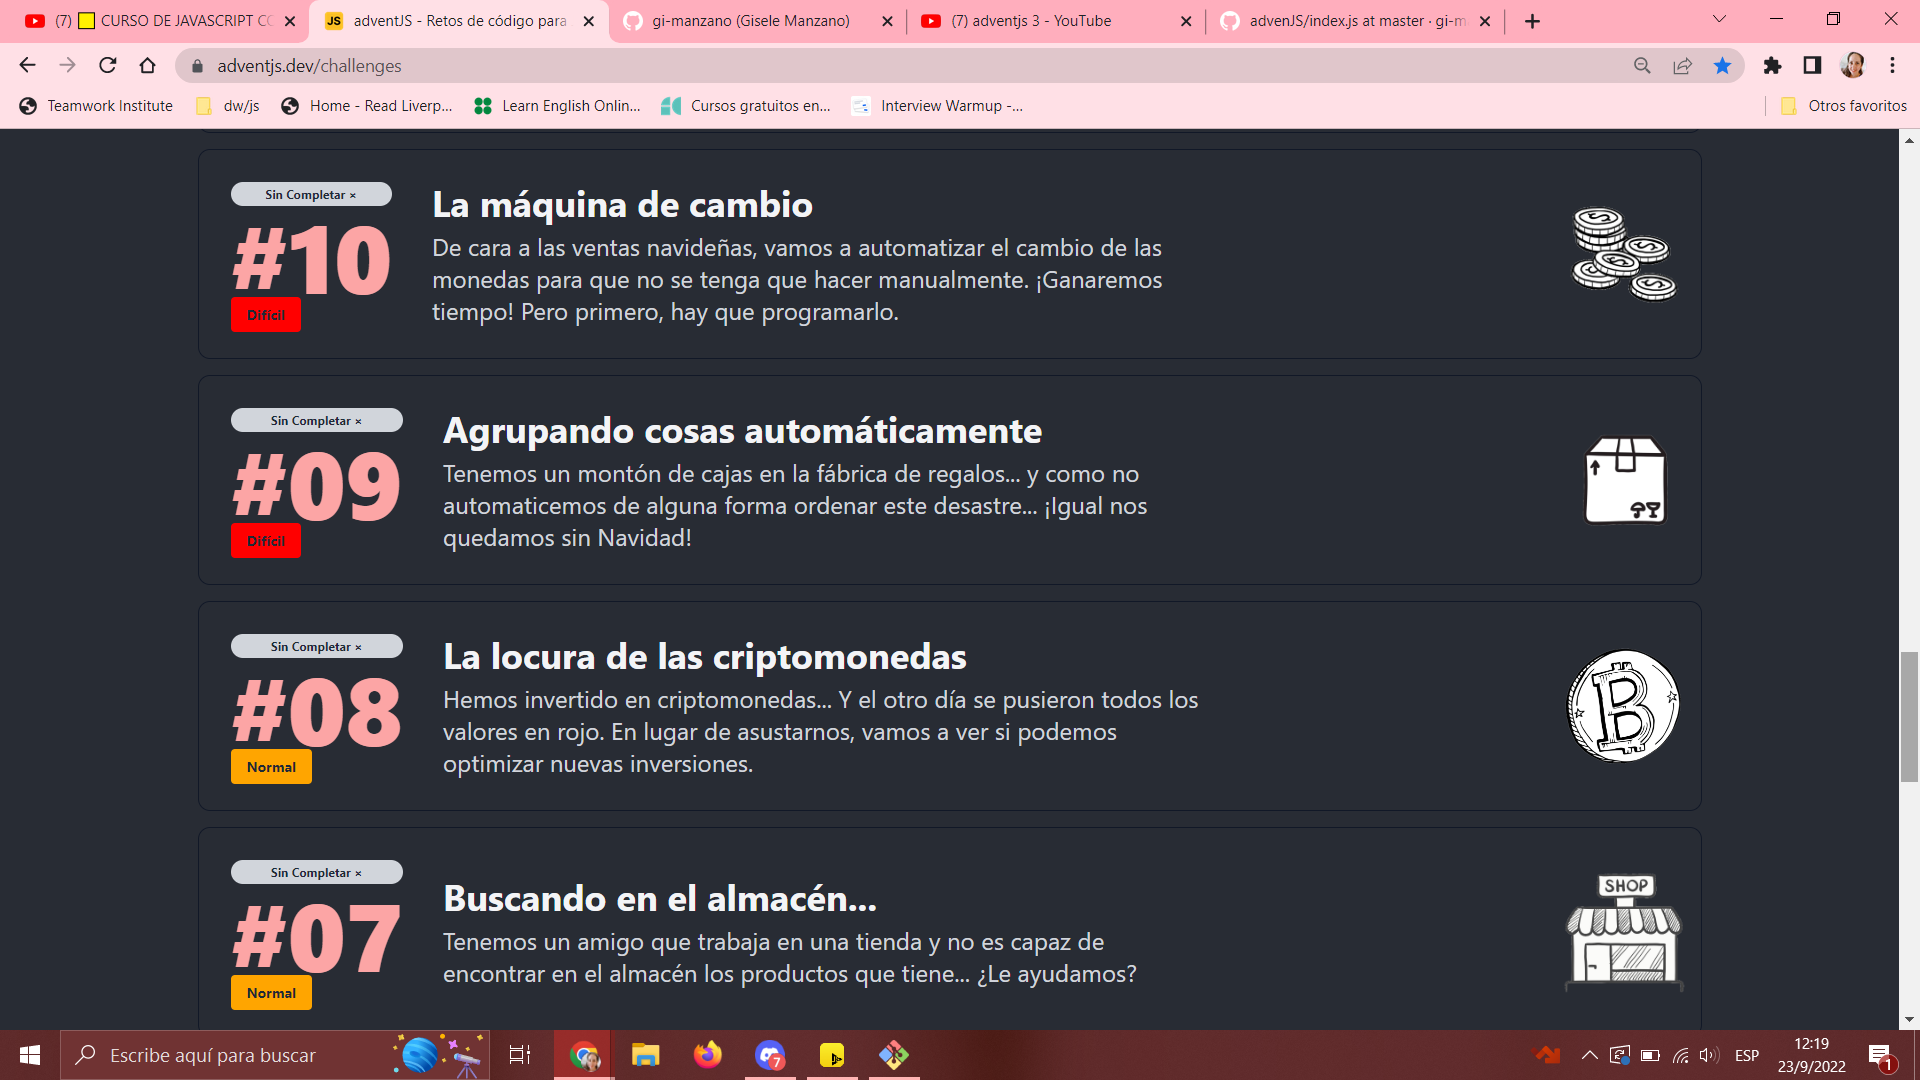 (7) CURSO DE JAVASCRIPT CO
JS adventJS - Retos de código para
gi-manzano (Gisele Manzano)
(7) adventjs 3 - YouTube
advenJS/index.js at master · gi-m
adventjs.dev/challenges
Teamwork Institute
dw/js
Home - Read Liverp...
Learn English Onlin...
Cursos gratuitos en...
Interview Warmup -...
Otros favoritos
Sin Completar ×
#10
Difícil
La máquina de cambio
De cara a las ventas navideñas, vamos a automatizar el cambio de las
monedas para que no se tenga que hacer manualmente. ¡Ganaremos
tiempo! Pero primero, hay que programarlo.
Sin Completar ×
#09
Difícil
Agrupando cosas automáticamente
Tenemos un montón de cajas en la fábrica de regalos... y como no
automaticemos de alguna forma ordenar este desastre... ¡Igual nos
quedamos sin Navidad!
Sin Completar ×
#08
Normal
La locura de las criptomonedas
Hemos invertido en criptomonedas... Y el otro día se pusieron todos los
valores en rojo. En lugar de asustarnos, vamos a ver si podemos
optimizar nuevas inversiones.
B
Sin Completar ×
#07
Normal
Buscando en el almacén...
Tenemos un amigo que trabaja en una tienda y no es capaz de
encontrar en el almacén los productos que tiene... ¿Le ayudamos?
SHOP
Escribe aquí para buscar
7
ESP
12:19
23/9/2022
1